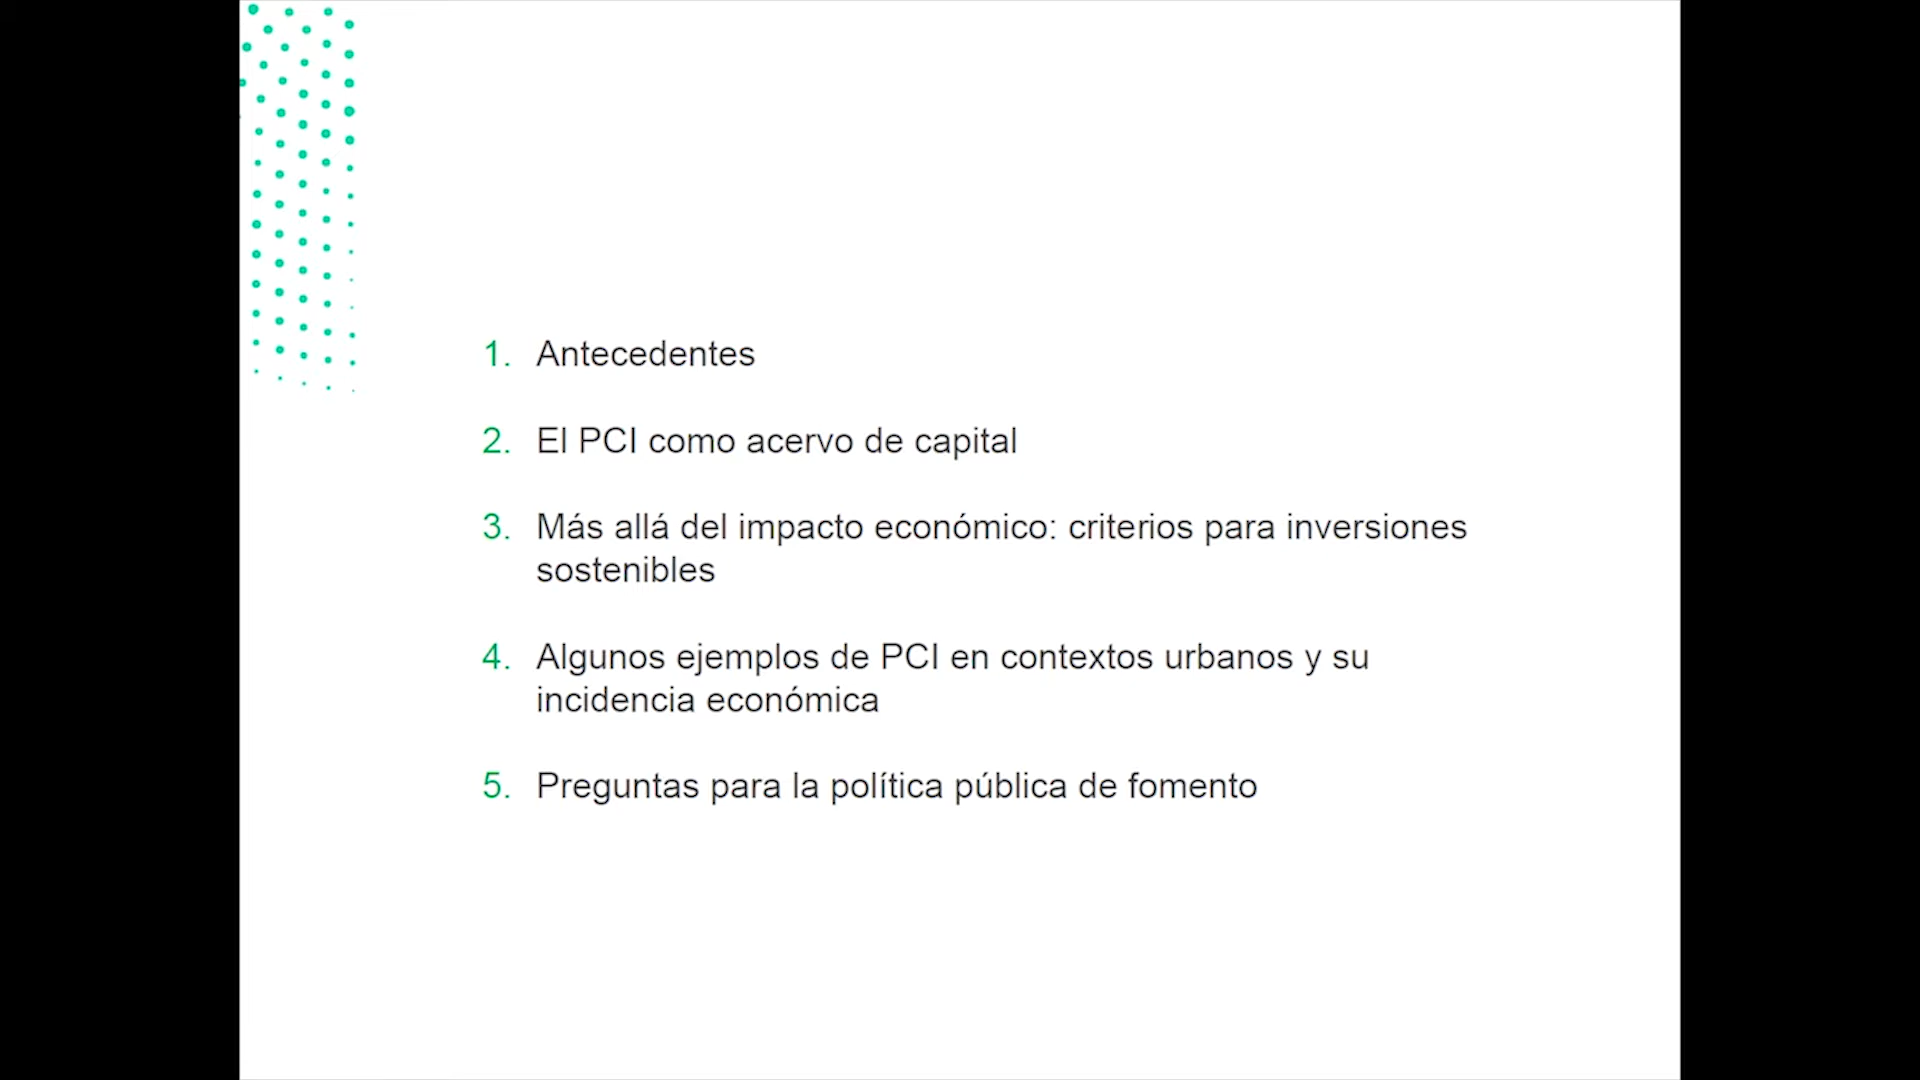 1. Antecedentes
2. El PCI como acervo de capital
3. Más allá del impacto económico: criterios para inversiones
sostenibles
4. Algunos ejemplos de PCI en contextos urbanos y su
incidencia económica
5. Preguntas para la política pública de fomento